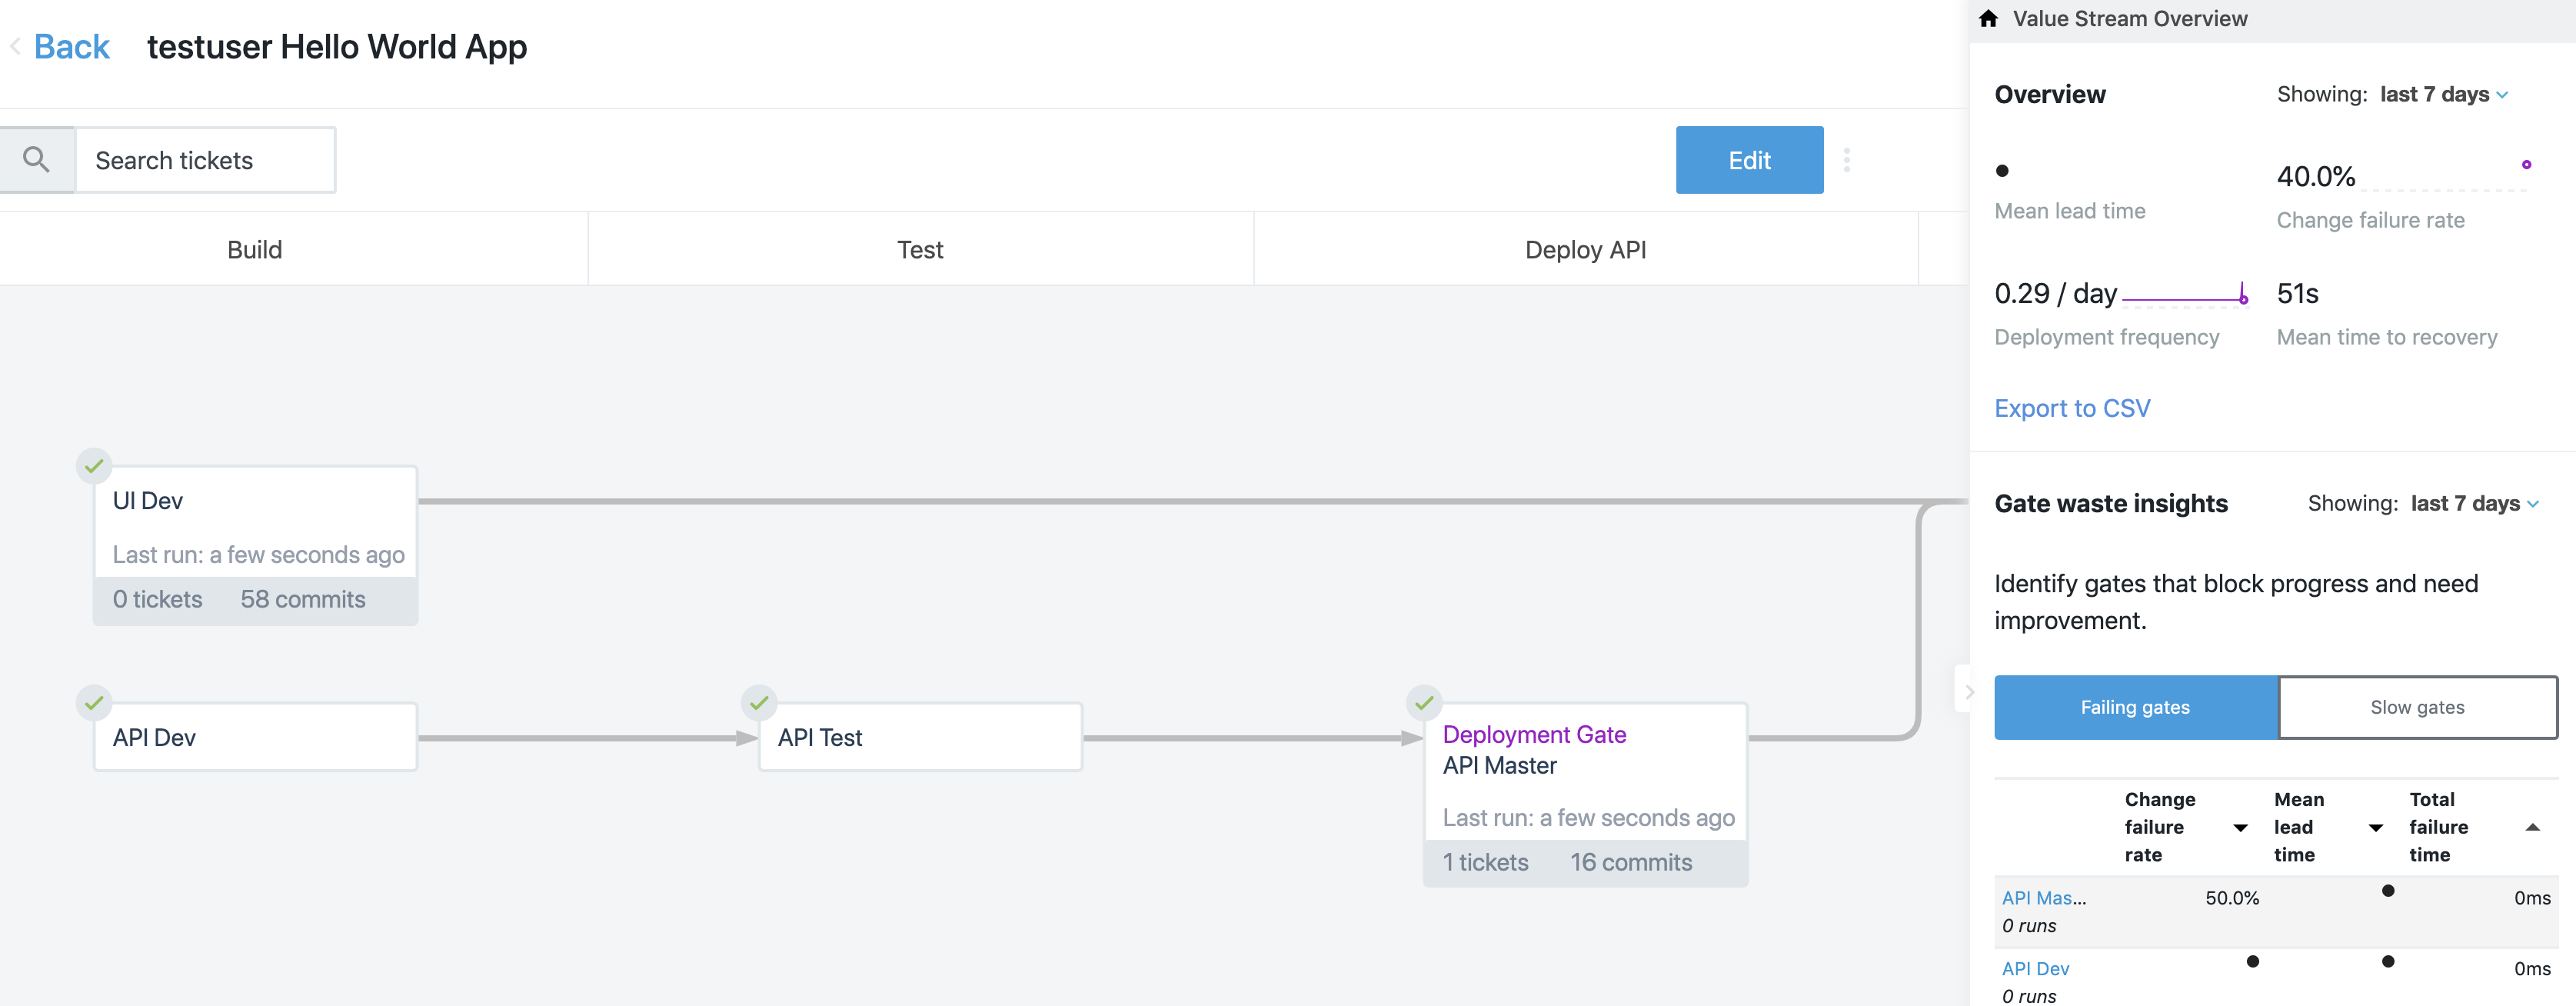 Back
testuser Hello World App
Search tickets
Edit
Build
Test
Deploy API
UI Dev
Last run: a few seconds ago
0 tickets 58 commits
API Dev
API Test
Deployment Gate
API Master
Last run: a few seconds ago
1 tickets 16 commits
Value Stream Overview
Overview
Showing: last 7 days
Mean lead time
40.0%
Change failure rate
0.29 / day
Deployment frequency
51s
Mean time to recovery
Export to CSV
Gate waste insights
Showing: last 7 days
Identify gates that block progress and need
improvement.
Failing gates
Slow gates
Change failure rate
Mean lead time
Total failure time
API Mas... 50.0% 0ms
0 runs
API Dev 0ms
0 runs